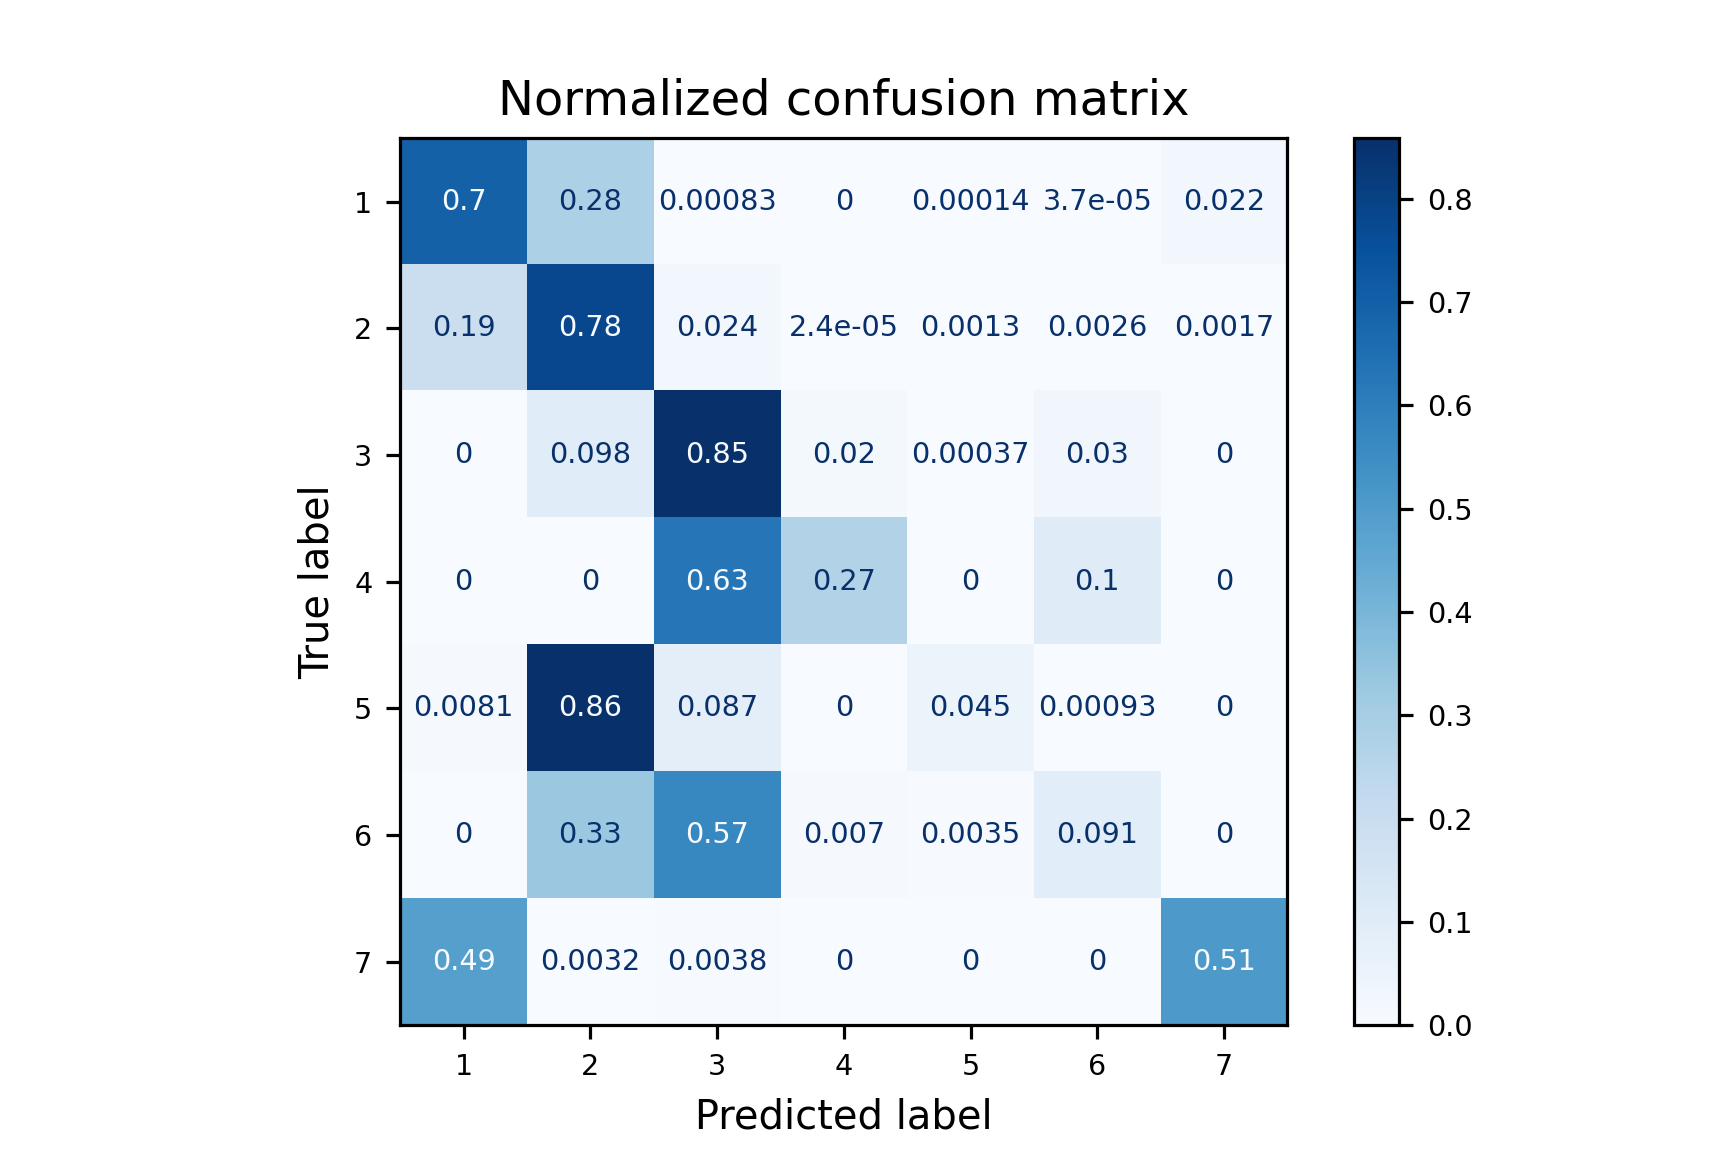 Normalized confusion matrix
1 0.7 0.28 0.00083 0 0.00014 3.7e-05 0.022
2 0.19 0.78 0.024 2.4e-05 0.0013 0.0026 0.0017
3 0 0.098 0.85 0.02 0.00037 0.03 0
4 0 0 0.63 0.27 0 0.1 0
5 0.0081 0.86 0.087 0 0.045 0.00093 0
6 0 0.33 0.57 0.007 0.0035 0.091 0
7 0.49 0.0032 0.0038 0 0 0 0.51
1 2 3 4 5 6 7
Predicted label
True label
0.8
0.7
0.6
0.5
0.4
0.3
0.2
0.1
0.0